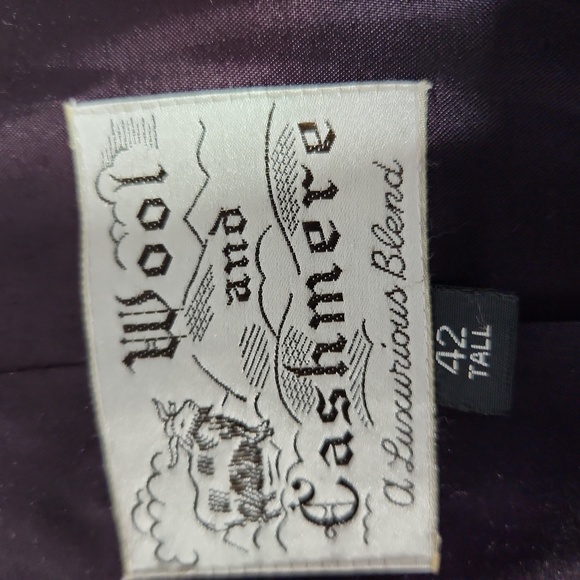 Wool
and
Cashmere
A Luxurious Blend
42
TALL